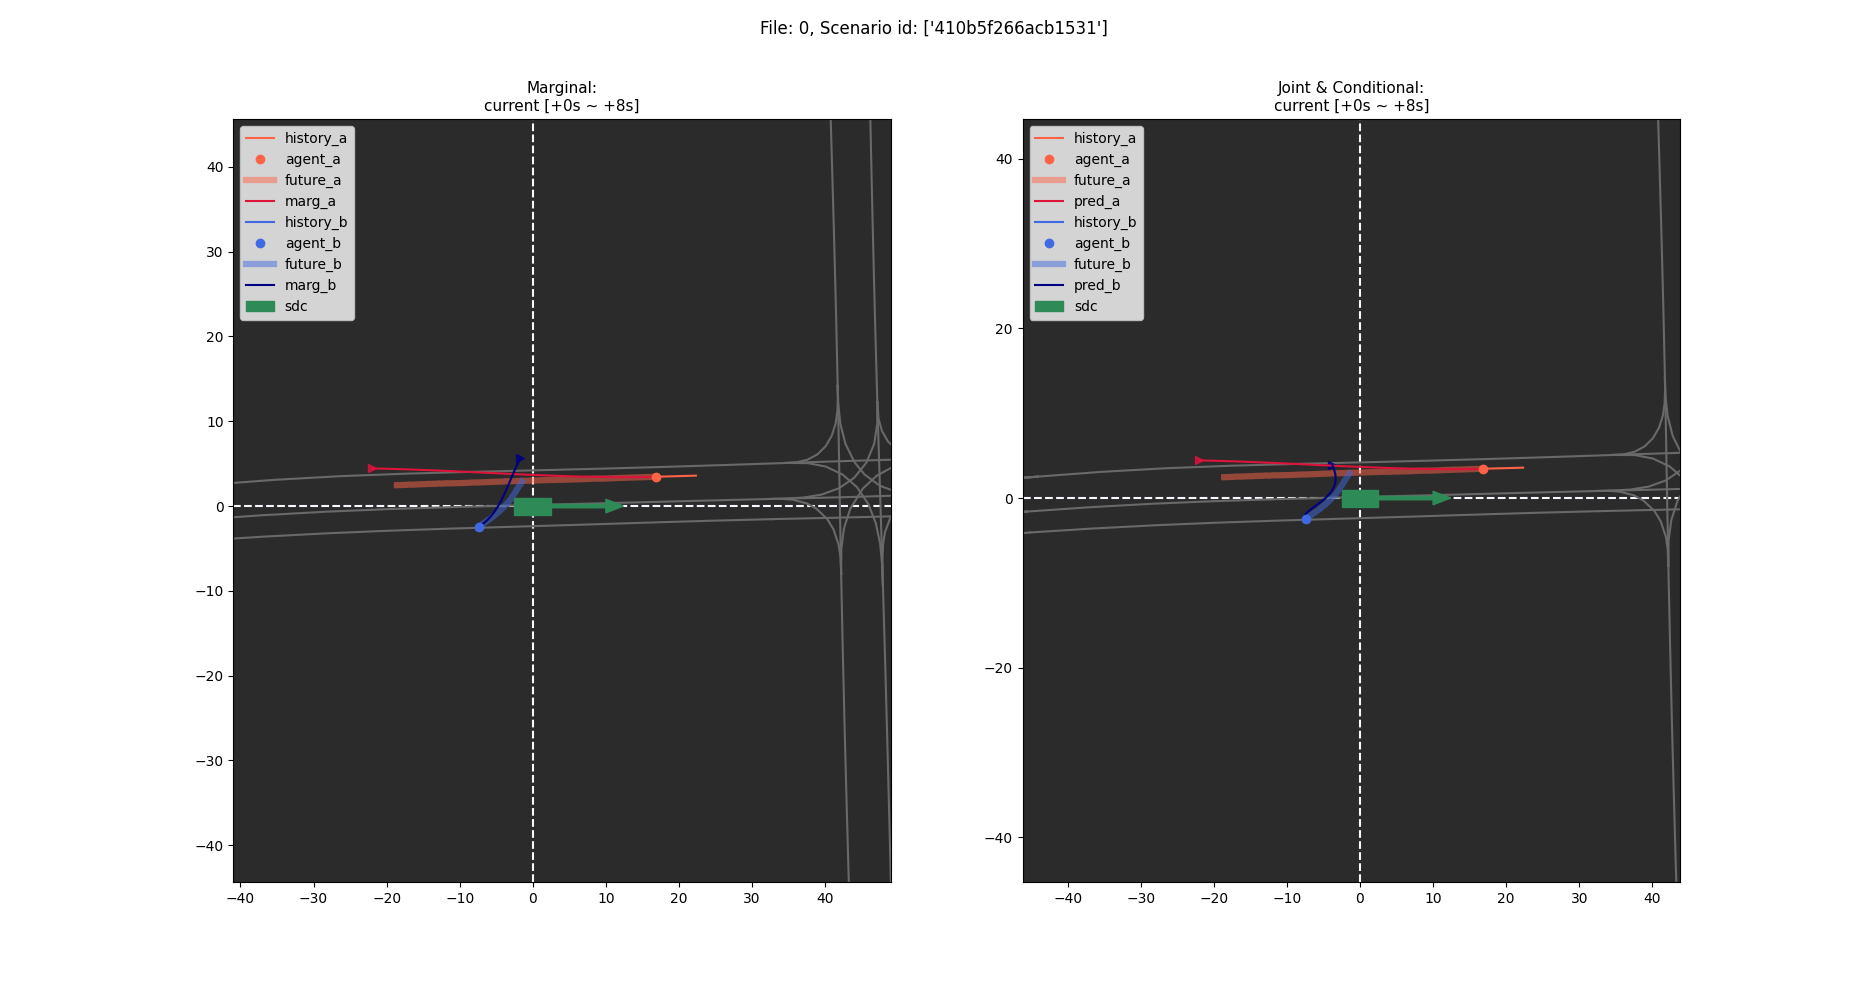 File: 0, Scenario id: ['410b5f266acb1531']
Marginal:
current [+0s ~ +8s]
history_a
agent_a
future_a
marg_a
history_b
agent_b
future_b
marg_b
sdc
40
30
20
10
0
−10
−20
−30
−40
−40
−30
−20
−10
0
10
20
30
40
Joint & Conditional:
current [+0s ~ +8s]
history_a
agent_a
future_a
pred_a
history_b
agent_b
future_b
pred_b
sdc
40
20
0
−20
−40
−40
−30
−20
−10
0
10
20
30
40